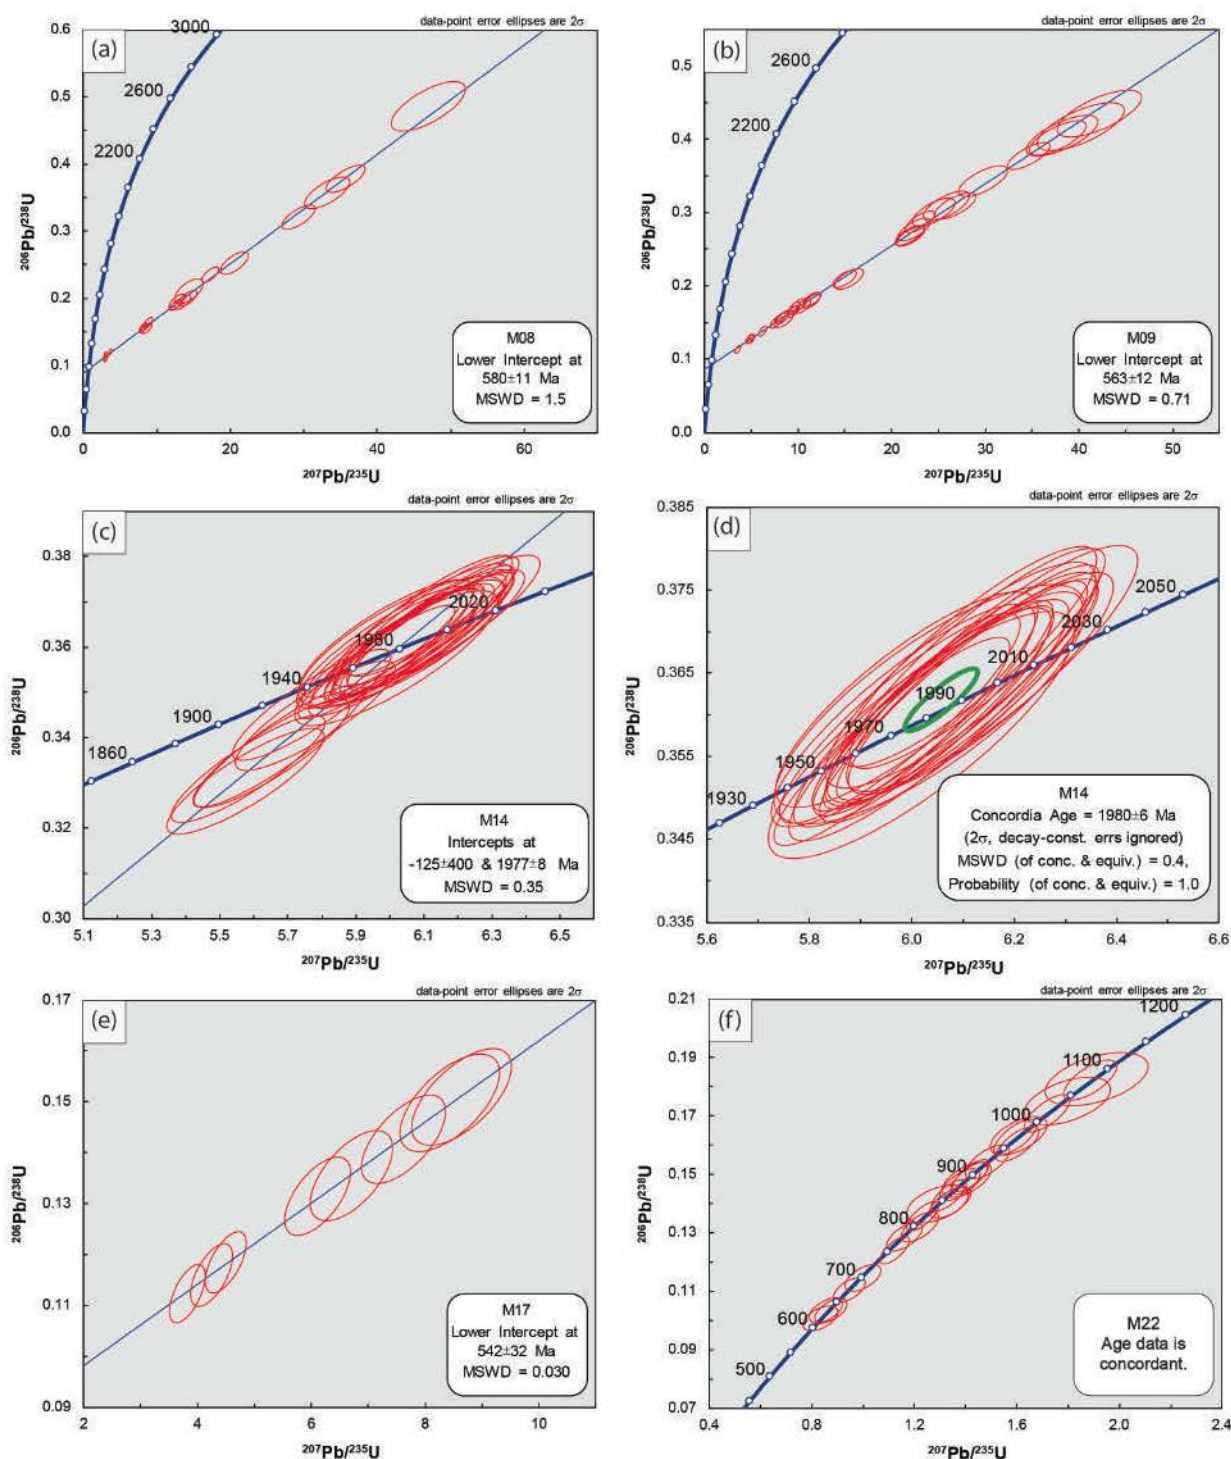 data-point error ellipses are 2σ
(a)
0.6
0.5
0.4
0.3
0.2
0.1
0.0
206Pb/238U
3000
2600
2200
M08
Lower Intercept at
580±11 Ma
MSWD = 1.5
0 20 40 60
207Pb/235U
data-point error ellipses are 2σ
(b)
0.5
0.4
0.3
0.2
0.1
0.0
206Pb/238U
2600
2200
M09
Lower Intercept at
563±12 Ma
MSWD = 0.71
0 10 20 30 40 50
207Pb/235U
data-point error ellipses are 2σ
(c)
0.38
0.36
0.34
0.32
0.30
206Pb/238U
2020
1980
1940
1900
1860
M14
Intercepts at
-125±400 & 1977±8 Ma
MSWD = 0.35
5.1 5.3 5.5 5.7 5.9 6.1 6.3 6.5
207Pb/235U
data-point error ellipses are 2σ
(d)
0.385
0.375
0.365
0.355
0.345
0.335
206Pb/238U
2050
2030
2010
1990
1970
1950
1930
M14
Concordia Age = 1980±6 Ma
(2σ, decay-const. errs ignored)
MSWD (of conc. & equiv.) = 0.4,
Probability (of conc. & equiv.) = 1.0
5.6 5.8 6.0 6.2 6.4 6.6
207Pb/235U
data-point error ellipses are 2σ
(e)
0.17
0.15
0.13
0.11
0.09
206Pb/238U
M17
Lower Intercept at
542±32 Ma
MSWD = 0.030
2 4 6 8 10
207Pb/235U
data-point error ellipses are 2σ
(f)
0.21
0.19
0.17
0.15
0.13
0.11
0.09
0.07
206Pb/238U
1200
1100
1000
900
800
700
600
500
M22
Age data is
concordant.
0.4 0.8 1.2 1.6 2.0 2.4
207Pb/235U